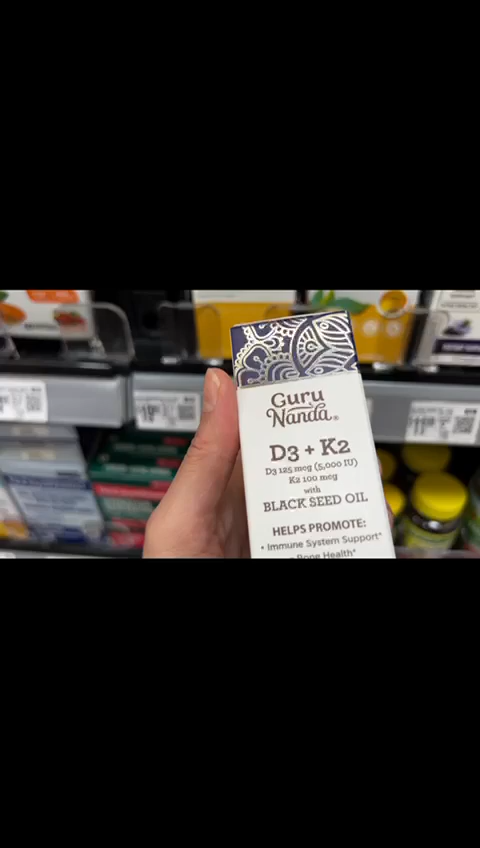 Guru
Nanda®
D3 + K2
D3 125 mcg (5,000 IU)
K2 100 mcg
with
BLACK SEED OIL
HELPS PROMOTE:
• Immune System Support*
• Bone Health*